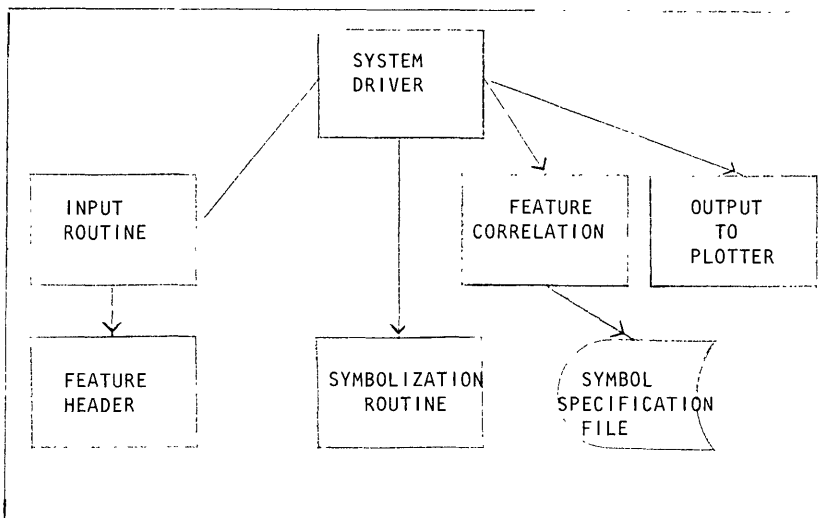 SYSTEM
DRIVER
INPUT
ROUTINE
FEATURE
CORRELATION
OUTPUT
TO
PLOTTER
FEATURE
HEADER
SYMBOLIZATION
ROUTINE
SYMBOL
SPECIFICATION
FILE